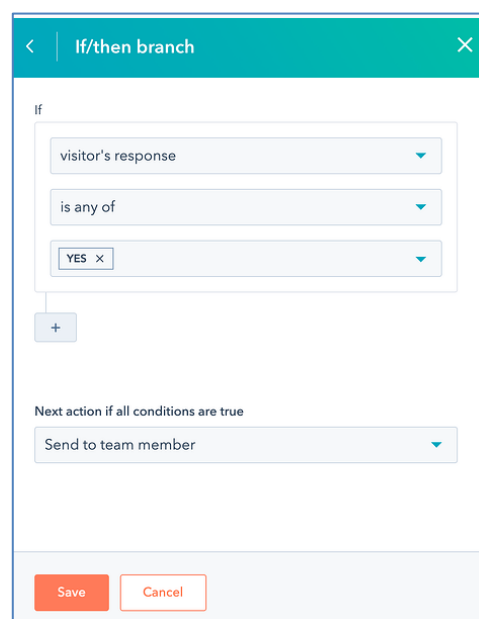 If/then branch
If
visitor's response
is any of
YES ×
+
Next action if all conditions are true
Send to team member
Save Cancel